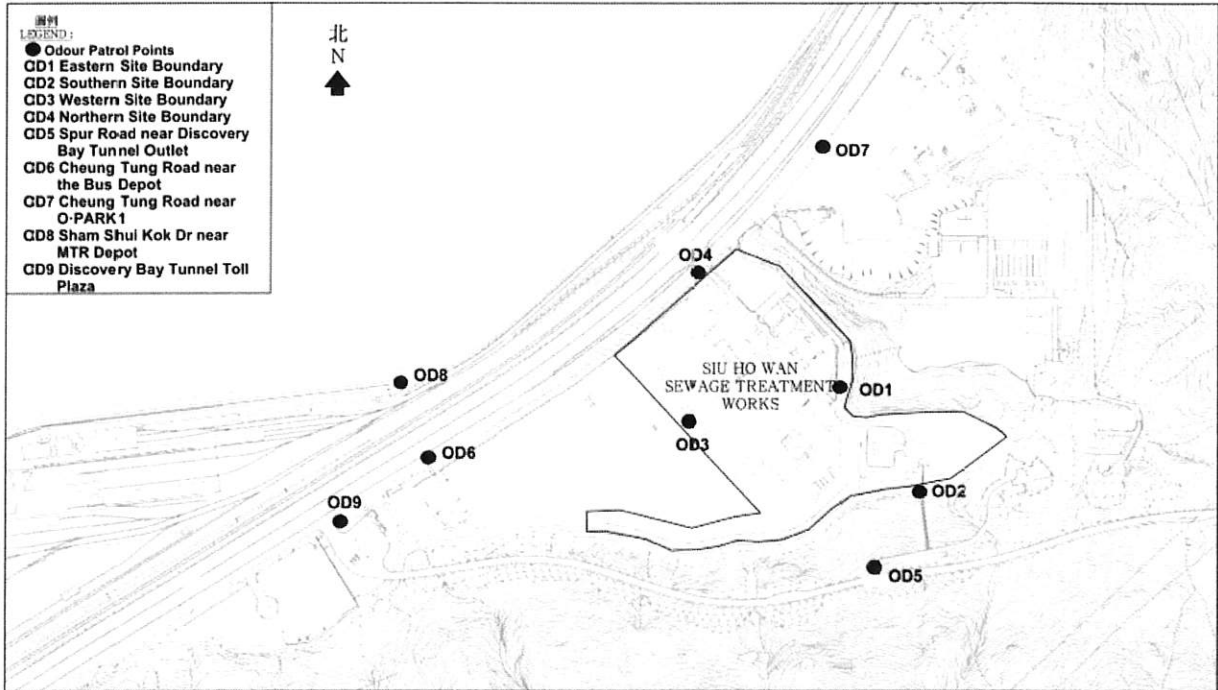 圖例
LEGEND :
Odour Patrol Points
OD1 Eastern Site Boundary
OD2 Southern Site Boundary
OD3 Western Site Boundary
OD4 Northern Site Boundary
OD5 Spur Road near Discovery
Bay Tunnel Outlet
OD6 Cheung Tung Road near
the Bus Depot
OD7 Cheung Tung Road near
O·PARK1
OD8 Sham Shui Kok Dr near
MTR Depot
OD9 Discovery Bay Tunnel Toll
Plaza
北
N
OD7
OD4
OD8
SIU HO WAN
SEWAGE TREATMENT
WORKS
OD1
OD3
OD6
OD2
OD9
OD5